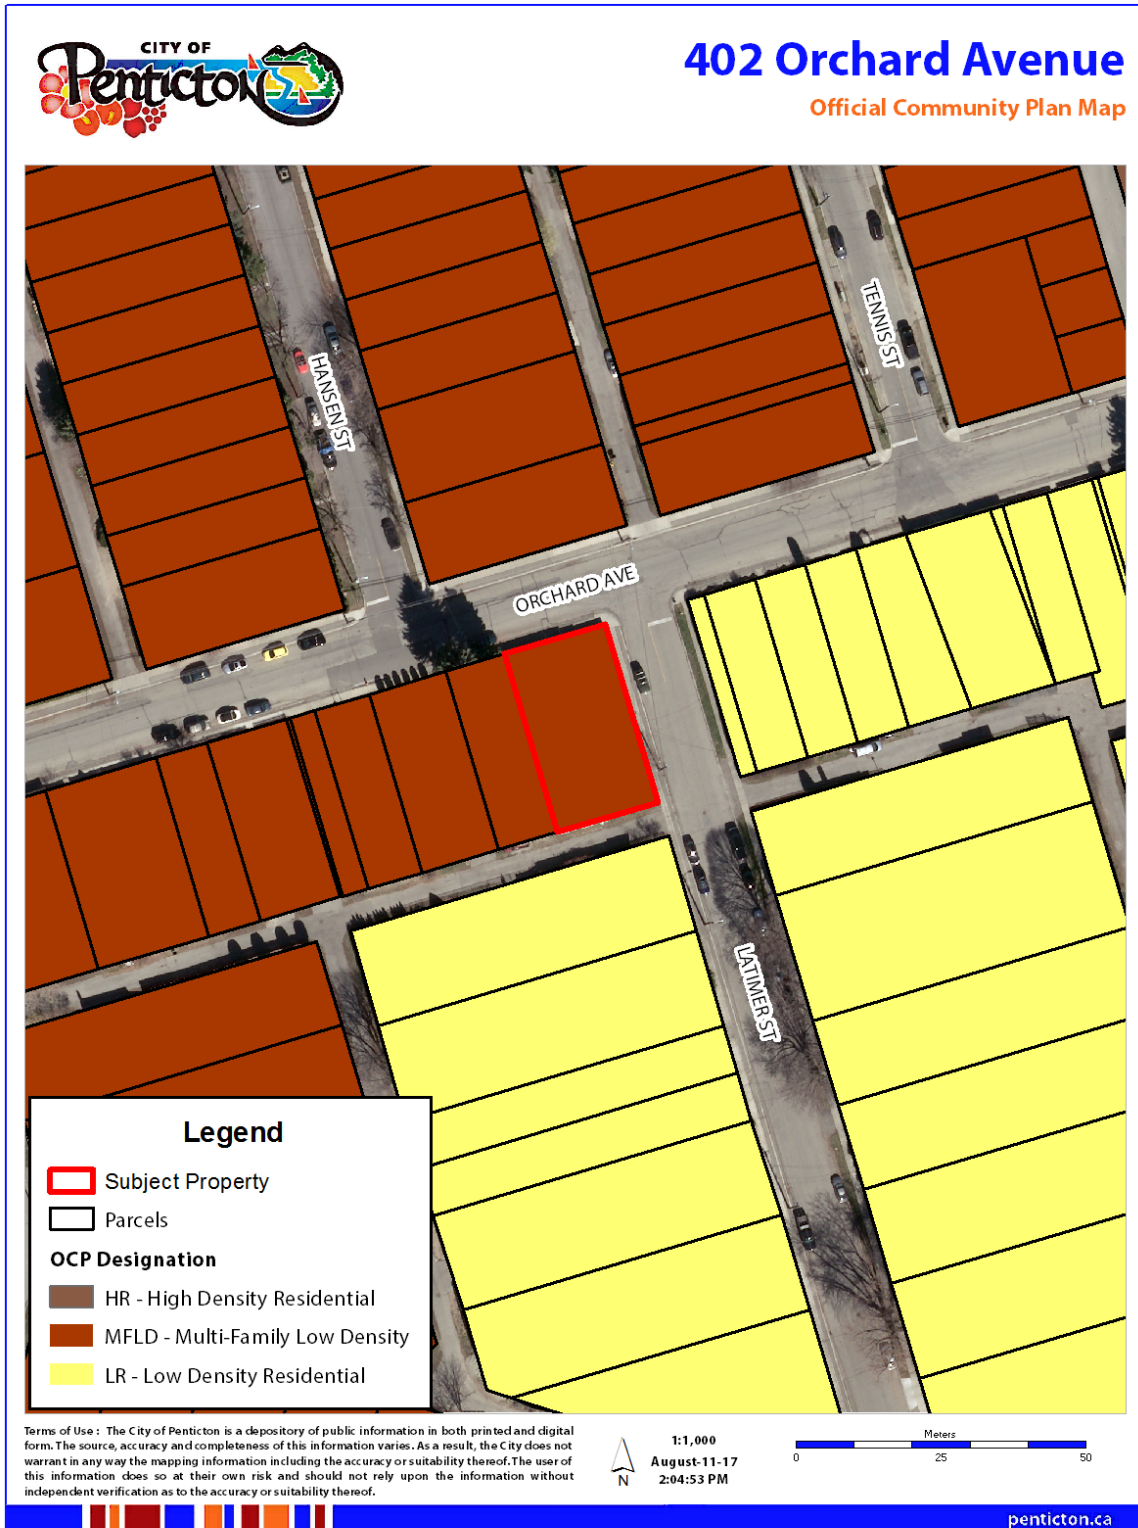 CITY OF
Penticton
402 Orchard Avenue
Official Community Plan Map
TENNIS ST
HANSEN ST
ORCHARD AVE
LATIMER ST
Legend
Subject Property
Parcels
OCP Designation
HR - High Density Residential
MFLD - Multi-Family Low Density
LR - Low Density Residential
Terms of Use : The City of Penticton is a depository of public information in both printed and digital
form. The source, accuracy and completeness of this information varies. As a result, the City does not
warrant in any way the mapping information including the accuracy or suitability thereof. The user of
this information does so at their own risk and should not rely upon the information without
independent verification as to the accuracy or suitability thereof.
N
1:1,000
August-11-17
2:04:53 PM
Meters
0 25 50
penticton.ca